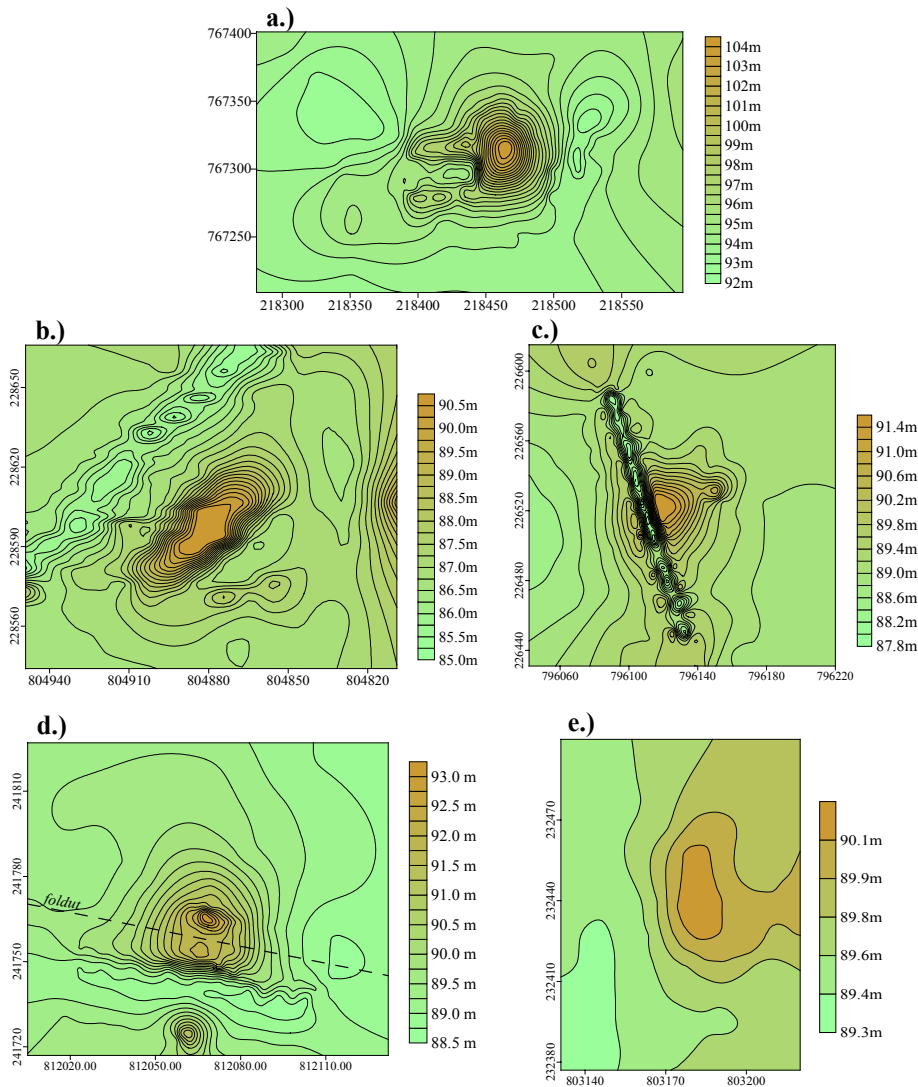 a.)
767400
767350
767300
767250
218300 218350 218400 218450 218500 218550
104m
103m
102m
101m
100m
99m
98m
97m
96m
95m
94m
93m
92m
b.)
228650
228620
228590
228560
804940 804910 804880 804850 804820
90.5m
90.0m
89.5m
89.0m
88.5m
88.0m
87.5m
87.0m
86.5m
86.0m
85.5m
85.0m
c.)
226600
226560
226520
226480
226440
796060 796100 796140 796180 796220
91.4m
91.0m
90.6m
90.2m
89.8m
89.4m
89.0m
88.6m
88.2m
87.8m
d.)
241810
241780
241750
241720
foldut
812020.00 812050.00 812080.00 812110.00
93.0 m
92.5 m
92.0 m
91.5 m
91.0 m
90.5 m
90.0 m
89.5 m
89.0 m
88.5 m
e.)
232470
232440
232410
232380
803140 803170 803200
90.1m
89.9m
89.8m
89.6m
89.4m
89.3m